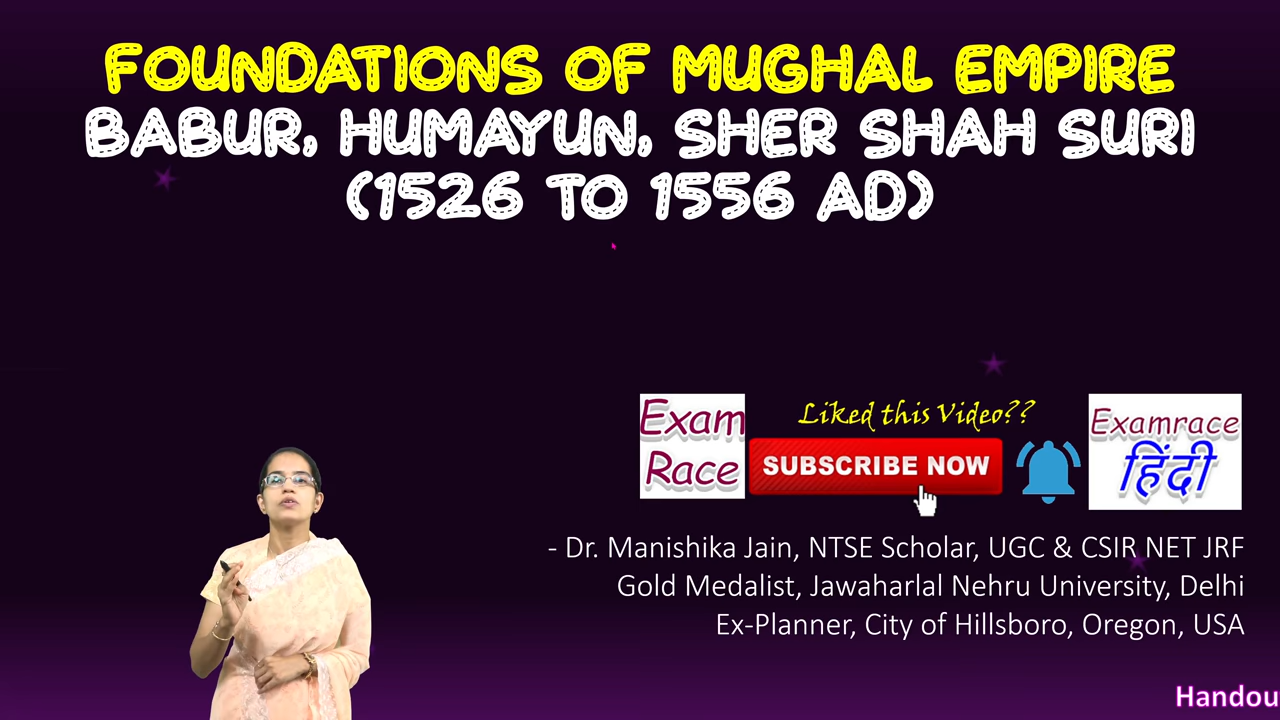 FOUNDATIONS OF MUGHAL EMPIRE
BABUR, HUMAYUN, SHER SHAH SURI
(1526 TO 1556 AD)
Liked this Video??
Exam
Race
SUBSCRIBE NOW
Examrace
हिंदी
- Dr. Manishika Jain, NTSE Scholar, UGC & CSIR NET JRF
Gold Medalist, Jawaharlal Nehru University, Delhi
Ex-Planner, City of Hillsboro, Oregon, USA
Handou